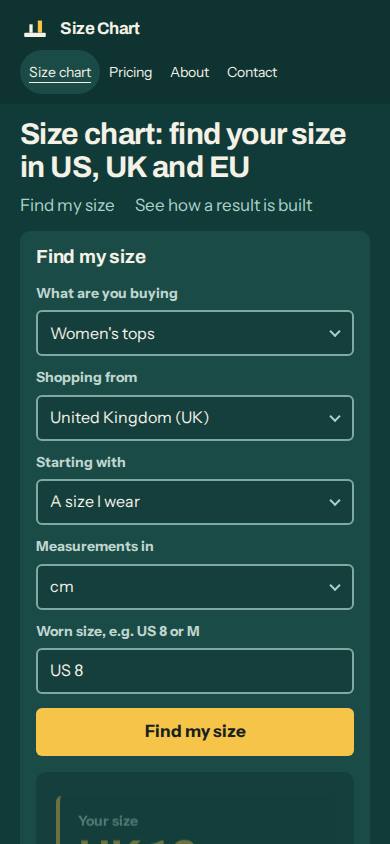 Size Chart
Size chart Pricing About Contact
Size chart: find your size
in US, UK and EU
Find my size See how a result is built
Find my size
What are you buying
Women's tops
Shopping from
United Kingdom (UK)
Starting with
A size I wear
Measurements in
cm
Worn size, e.g. US 8 or M
US 8
Find my size
Your size